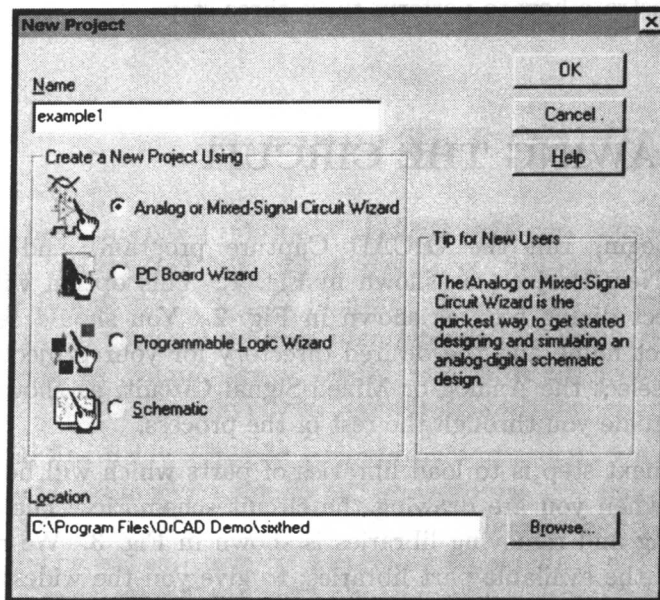 New Project
Name
example1
OK
Cancel
Help
Create a New Project Using
Analog or Mixed-Signal Circuit Wizard
PC Board Wizard
Programmable Logic Wizard
Schematic
Tip for New Users
The Analog or Mixed-Signal
Circuit Wizard is the
quickest way to get started
designing and simulating an
analog-digital schematic
design.
Location
C:\Program Files\OrCAD Demo\sixthed
Browse...